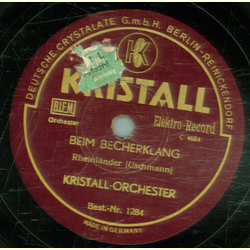 DEUTSCHE CRYSTALATE G.m.b.H. BERLIN-REINICKENDORF
K
KRISTALL
BIEM
Orchester
Elektro-Record
C 4684
BEIM BECHERKLANG
Rheinländer (Uschmann)
KRISTALL-ORCHESTER
Best.-Nr. 1284
MADE IN GERMANY